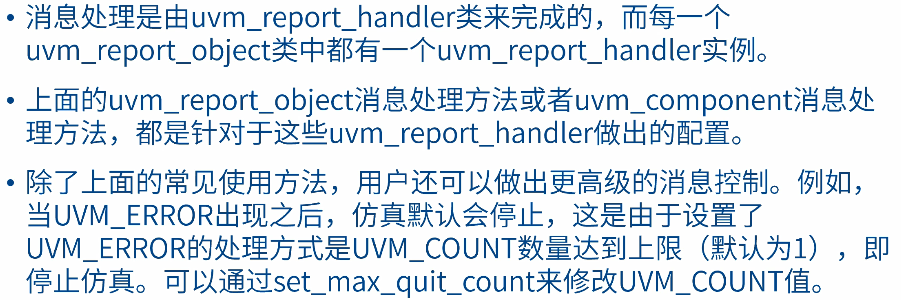 • 消息处理是由uvm_report_handler类来完成的，而每一个
uvm_report_object类中都有一个uvm_report_handler实例。
• 上面的uvm_report_object消息处理方法或者uvm_component消息处
理方法，都是针对于这些uvm_report_handler做出的配置。
• 除了上面的常见使用方法，用户还可以做出更高级的消息控制。例如，
当UVM_ERROR出现之后，仿真默认会停止，这是由于设置了
UVM_ERROR的处理方式是UVM_COUNT数量达到上限（默认为1），即
停止仿真。可以通过set_max_quit_count来修改UVM_COUNT值。